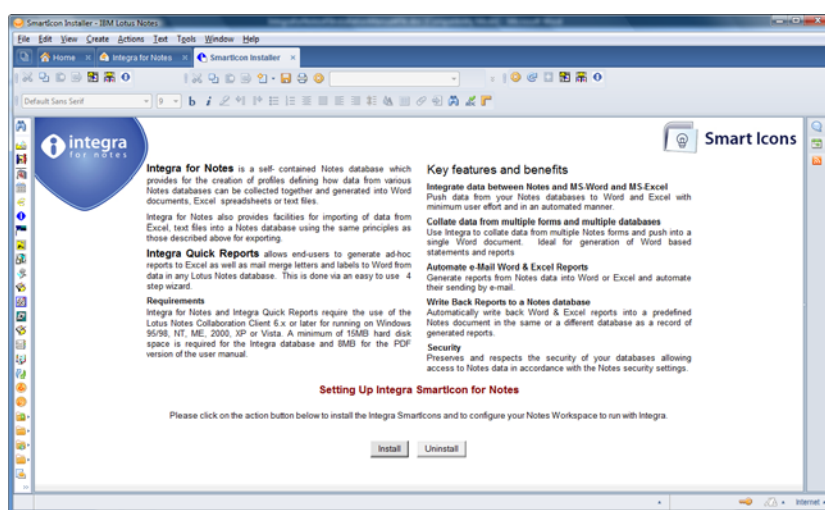 SmartIcon Installer - IBM Lotus Notes
File Edit View Create Actions Text Tools Window Help
Home
Integra for Notes
SmartIcon Installer
Default Sans Serif 9 b i
integra
for notes
Smart Icons
Integra for Notes is a self- contained Notes database which
provides for the creation of profiles defining how data from various
Notes databases can be collected together and generated into Word
documents, Excel spreadsheets or text files.
Integra for Notes also provides facilities for importing of data from
Excel, text files into a Notes database using the same principles as
those described above for exporting.
Integra Quick Reports allows end-users to generate ad-hoc
reports to Excel as well as mail merge letters and labels to Word from
data in any Lotus Notes database. This is done via an easy to use 4
step wizard.
Requirements
Integra for Notes and Integra Quick Reports require the use of the
Lotus Notes Collaboration Client 6.x or later for running on Windows
95/98, NT, ME, 2000, XP or Vista. A minimum of 15MB hard disk
space is required for the Integra database and 8MB for the PDF
version of the user manual.
Key features and benefits
Integrate data between Notes and MS-Word and MS-Excel
Push data from your Notes databases to Word and Excel with
minimum user effort and in an automated manner.
Collate data from multiple forms and multiple databases
Use Integra to collate data from multiple Notes forms and push into a
single Word document. Ideal for generation of Word based
statements and reports
Automate e-Mail Word & Excel Reports
Generate reports from Notes data into Word or Excel and automate
their sending by e-mail.
Write Back Reports to a Notes database
Automatically write back Word & Excel reports into a predefined
Notes document in the same or a different database as a record of
generated reports.
Security
Preserves and respects the security of your databases allowing
access to Notes data in accordance with the Notes security settings.
Setting Up Integra SmartIcon for Notes
Please click on the action button below to install the Integra SmartIcons and to configure your Notes Workspace to run with Integra.
Install Uninstall
Internet